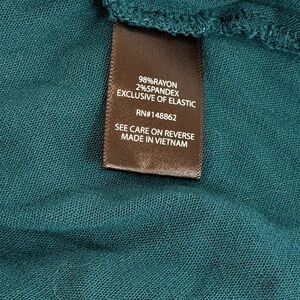 98%RAYON
2%SPANDEX
EXCLUSIVE OF ELASTIC
RN#148862
SEE CARE ON REVERSE
MADE IN VIETNAM